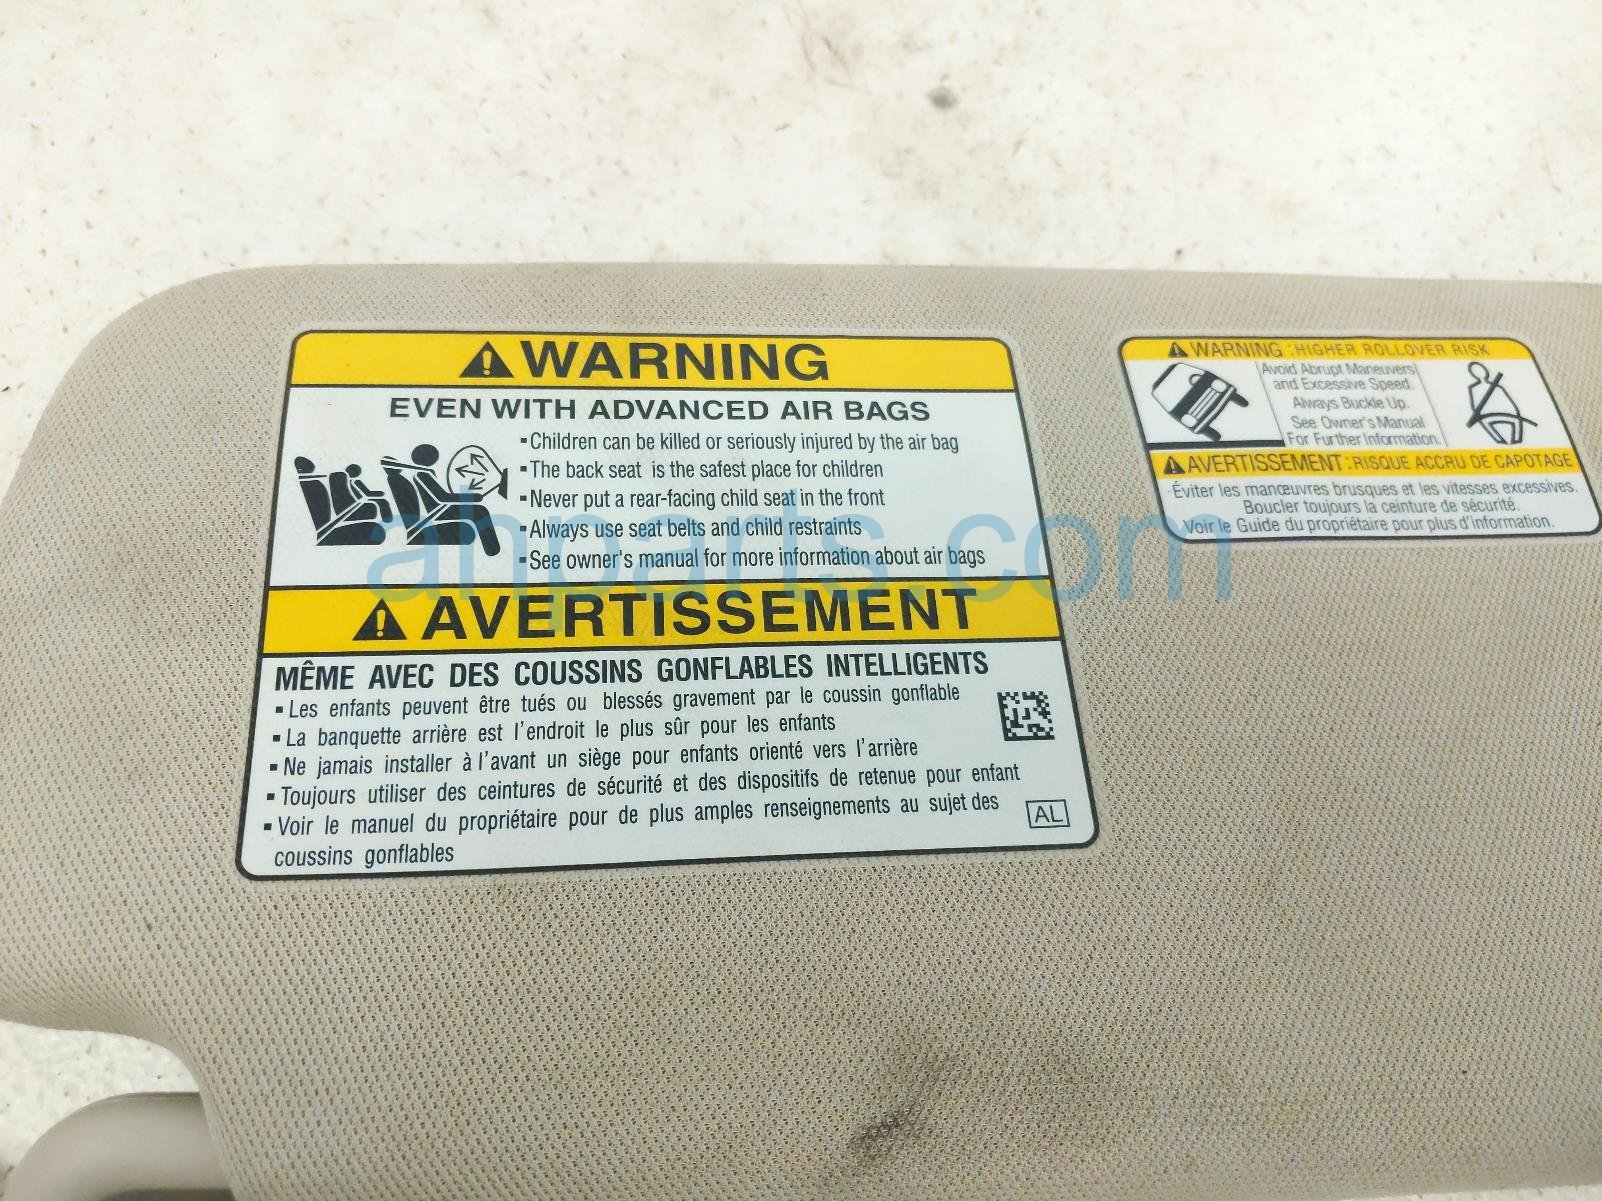 WARNING
EVEN WITH ADVANCED AIR BAGS
▪Children can be killed or seriously injured by the air bag
▪The back seat is the safest place for children
▪Never put a rear-facing child seat in the front
▪Always use seat belts and child restraints
▪See owner's manual for more information about air bags
AVERTISSEMENT
MÊME AVEC DES COUSSINS GONFLABLES INTELLIGENTS
▪Les enfants peuvent être tués ou blessés gravement par le coussin gonflable
▪La banquette arrière est l'endroit le plus sûr pour les enfants
▪Ne jamais installer à l'avant un siège pour enfants orienté vers l'arrière
▪Toujours utiliser des ceintures de sécurité et des dispositifs de retenue pour enfant
▪Voir le manuel du propriétaire pour de plus amples renseignements au sujet des
coussins gonflables
AL
WARNING :HIGHER ROLLOVER RISK
Avoid Abrupt Maneuvers
and Excessive Speed.
Always Buckle Up.
See Owner's Manual
For Further Information.
AVERTISSEMENT :RISQUE ACCRU DE CAPOTAGE
Éviter les manœuvres brusques et les vitesses excessives.
Boucler toujours la ceinture de sécurité.
Voir le Guide du propriétaire pour plus d'information.
ahparts.com